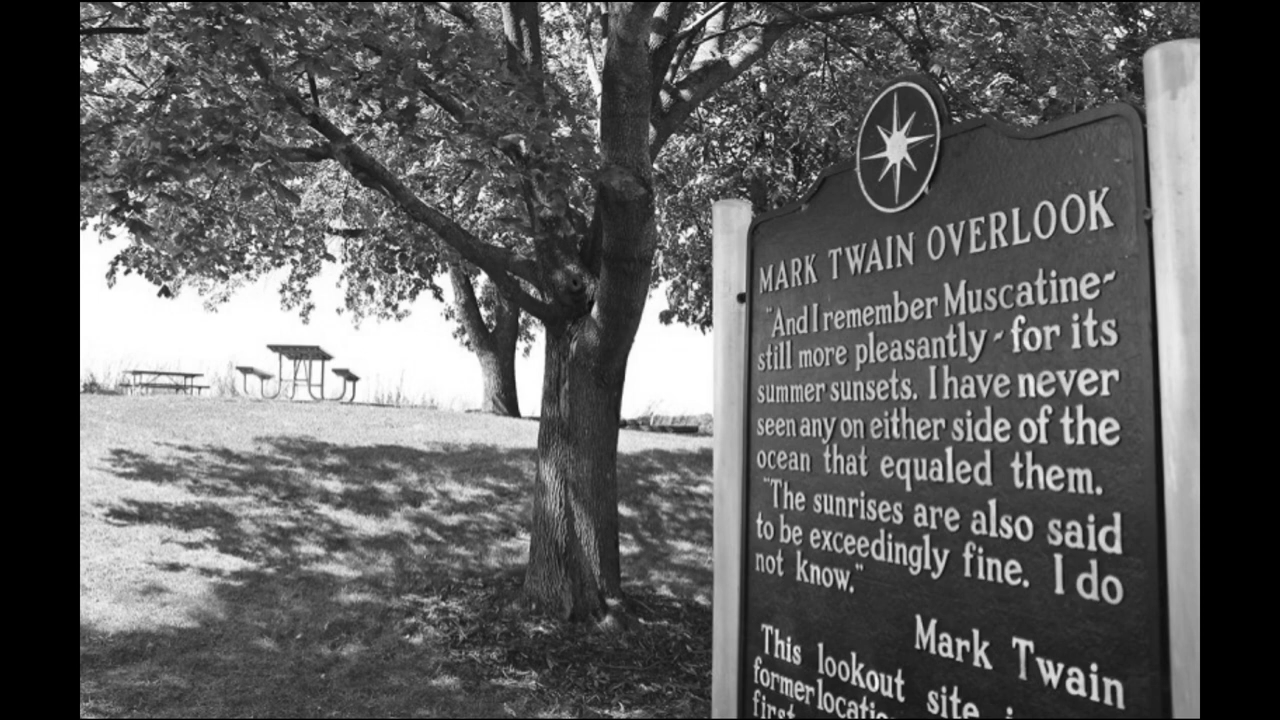 MARK TWAIN OVERLOOK
"And I remember Muscatine-
still more pleasantly - for its
summer sunsets. I have never
seen any on either side of the
ocean that equaled them.
"The sunrises are also said
to be exceedingly fine. I do
not know."
Mark Twain
This lookout site
former
first